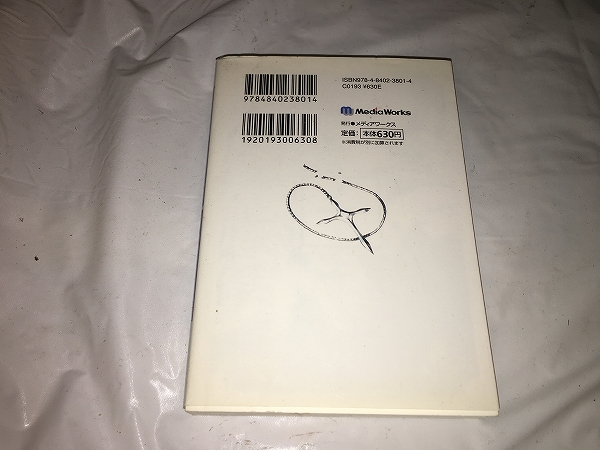 9784840238014
ISBN978-4-8402-3801-4
C0193 ¥630E
1920193006308
m MediaWorks
発行●メディアワークス
定価：本体630円
※消費税が別に加算されます